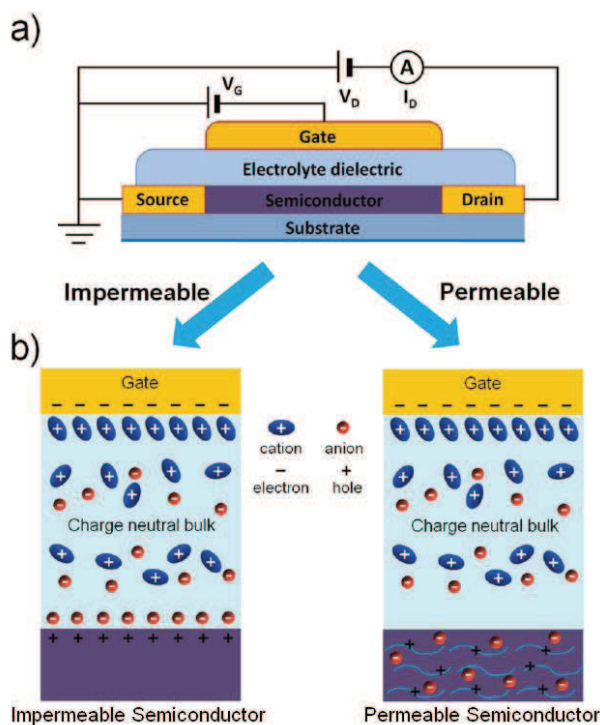 a)
V_G
V_D
A
I_D
Gate
Electrolyte dielectric
Source
Semiconductor
Drain
Substrate
Impermeable
Permeable
b)
Gate
− − − − − − − −
+ + + + + + + +
+ cation
− anion
− electron
+ hole
Charge neutral bulk
− − − − − − − −
+ + + + + + + +
Impermeable Semiconductor
Gate
− − − − − − − −
+ + + + + + + +
Charge neutral bulk
Permeable Semiconductor